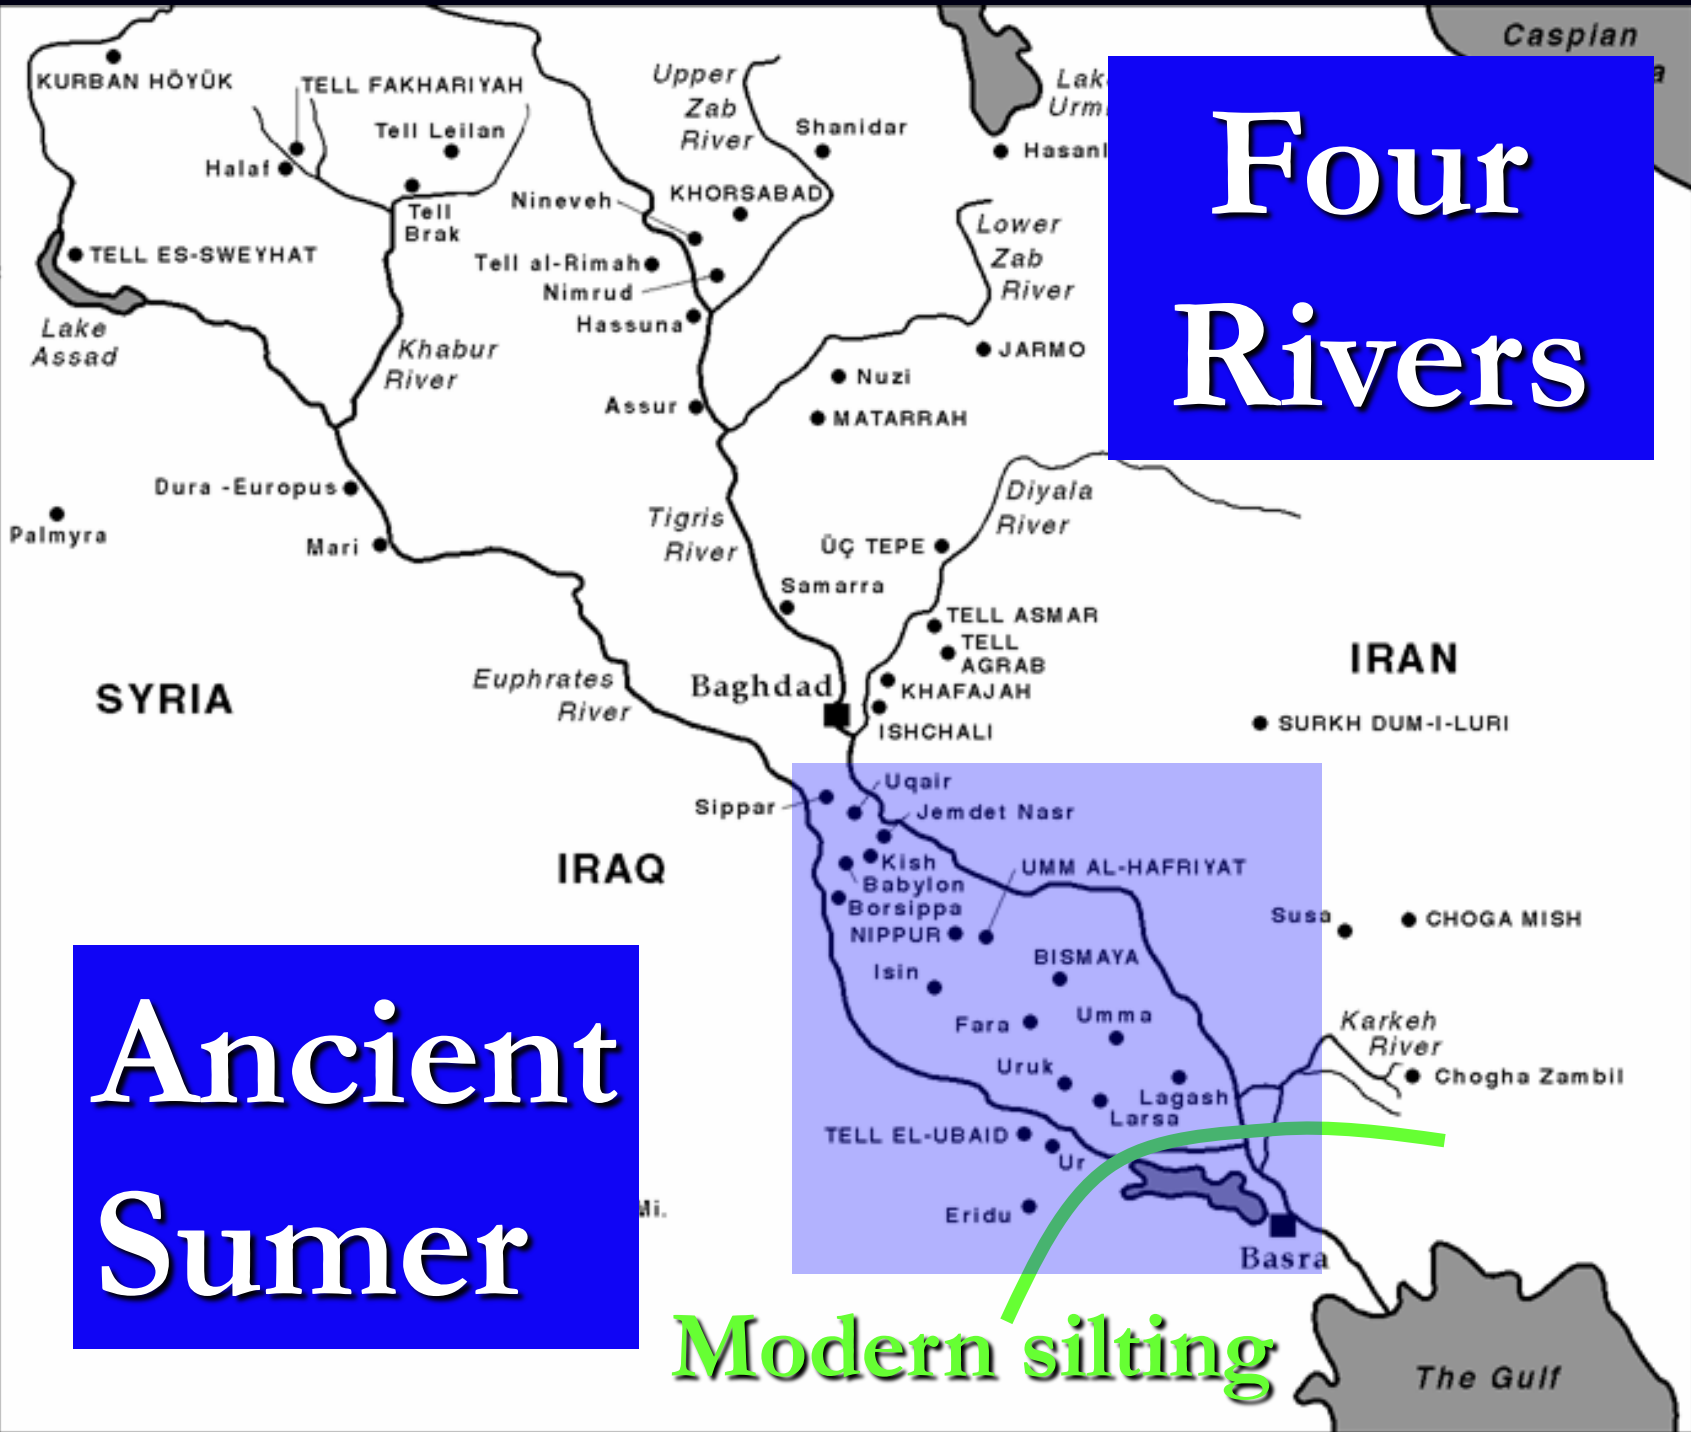 Caspian
a
KURBAN HÖYÜK
TELL FAKHARIYAH
Tell Leilan
Halaf
Tell
Brak
TELL ES-SWEYHAT
Lake
Assad
Khabur
River
Upper
Zab
River
Shanidar
Lak
Urm
Hasanl
Nineveh
KHORSABAD
Tell al-Rimah
Nimrud
Hassuna
Lower
Zab
River
JARMO
Nuzi
Assur
MATARRAH
Four
Rivers
Dura -Europus
Palmyra
Mari
Tigris
River
Diyala
River
ÜÇ TEPE
Samarra
TELL ASMAR
TELL
AGRAB
KHAFAJAH
ISHCHALI
Baghdad
Euphrates
River
SYRIA
IRAN
SURKH DUM-I-LURI
Sippar
Uqair
Jemdet Nasr
Kish
Babylon
Borsippa
NIPPUR
UMM AL-HAFRIYAT
IRAQ
Isin
BISMAYA
Susa
CHOGA MISH
Fara
Umma
Karkeh
River
Chogha Zambil
Uruk
Lagash
Larsa
TELL EL-UBAID
Ur
Eridu
Basra
Ancient
Sumer
Mi.
Modern silting
The Gulf